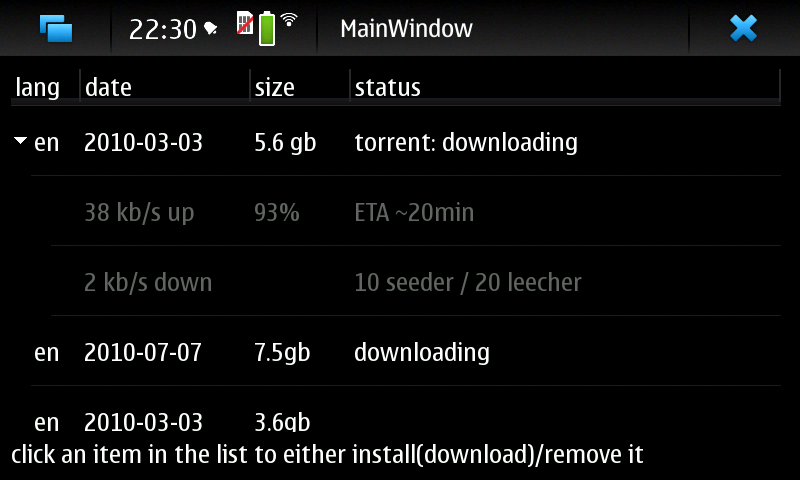 22:30 MainWindow
lang date size status
en 2010-03-03 5.6 gb torrent: downloading
38 kb/s up 93% ETA ~20min
2 kb/s down 10 seeder / 20 leecher
en 2010-07-07 7.5gb downloading
en 2010-03-03 3.6gb
click an item in the list to either install(download)/remove it